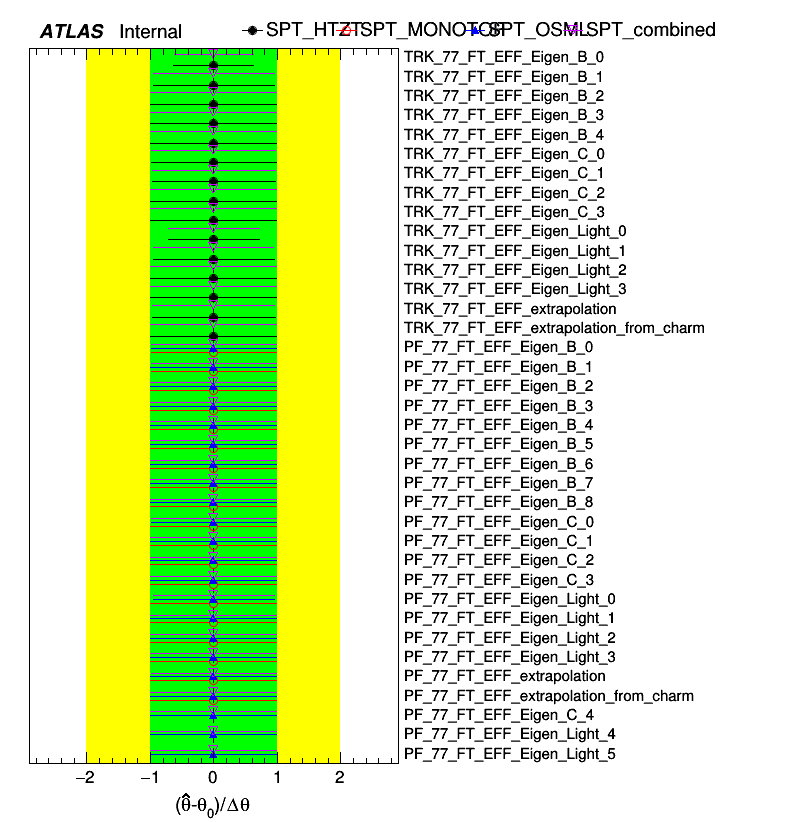 ATLAS Internal SPT_HTZT SPT_MONOTOP SPT_OSML SPT_combined
TRK_77_FT_EFF_Eigen_B_0
TRK_77_FT_EFF_Eigen_B_1
TRK_77_FT_EFF_Eigen_B_2
TRK_77_FT_EFF_Eigen_B_3
TRK_77_FT_EFF_Eigen_B_4
TRK_77_FT_EFF_Eigen_C_0
TRK_77_FT_EFF_Eigen_C_1
TRK_77_FT_EFF_Eigen_C_2
TRK_77_FT_EFF_Eigen_C_3
TRK_77_FT_EFF_Eigen_Light_0
TRK_77_FT_EFF_Eigen_Light_1
TRK_77_FT_EFF_Eigen_Light_2
TRK_77_FT_EFF_Eigen_Light_3
TRK_77_FT_EFF_extrapolation
TRK_77_FT_EFF_extrapolation_from_charm
PF_77_FT_EFF_Eigen_B_0
PF_77_FT_EFF_Eigen_B_1
PF_77_FT_EFF_Eigen_B_2
PF_77_FT_EFF_Eigen_B_3
PF_77_FT_EFF_Eigen_B_4
PF_77_FT_EFF_Eigen_B_5
PF_77_FT_EFF_Eigen_B_6
PF_77_FT_EFF_Eigen_B_7
PF_77_FT_EFF_Eigen_B_8
PF_77_FT_EFF_Eigen_C_0
PF_77_FT_EFF_Eigen_C_1
PF_77_FT_EFF_Eigen_C_2
PF_77_FT_EFF_Eigen_C_3
PF_77_FT_EFF_Eigen_Light_0
PF_77_FT_EFF_Eigen_Light_1
PF_77_FT_EFF_Eigen_Light_2
PF_77_FT_EFF_Eigen_Light_3
PF_77_FT_EFF_extrapolation
PF_77_FT_EFF_extrapolation_from_charm
PF_77_FT_EFF_Eigen_C_4
PF_77_FT_EFF_Eigen_Light_4
PF_77_FT_EFF_Eigen_Light_5
−2 −1 0 1 2
(θ̂-θ₀)/Δθ